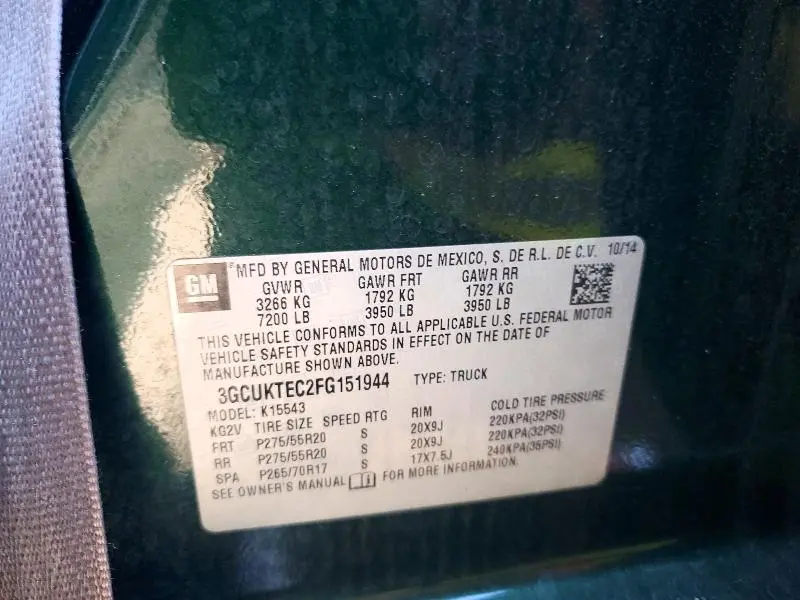 GM
MFD BY GENERAL MOTORS DE MEXICO, S. DE R.L. DE C.V. 10/14
GVWR GAWR FRT GAWR RR
3266 KG 1792 KG 1792 KG
7200 LB 3950 LB 3950 LB
THIS VEHICLE CONFORMS TO ALL APPLICABLE U.S. FEDERAL MOTOR
VEHICLE SAFETY STANDARDS IN EFFECT ON THE DATE OF
MANUFACTURE SHOWN ABOVE.
3GCUKTEC2FG151944 TYPE: TRUCK
MODEL: K15543
KG2V TIRE SIZE SPEED RTG RIM COLD TIRE PRESSURE
FRT P275/55R20 S 20X9J 220KPA(32PSI)
RR P275/55R20 S 20X9J 220KPA(32PSI)
SPA P265/70R17 S 17X7.5J 240KPA(35PSI)
SEE OWNER'S MANUAL FOR MORE INFORMATION.